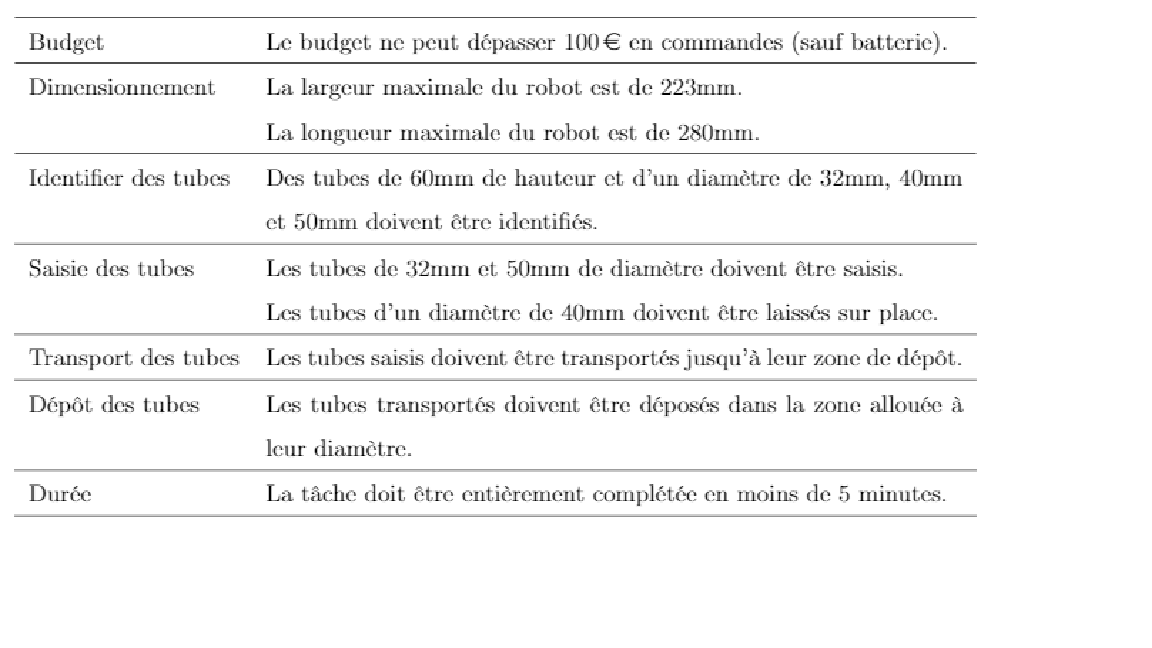 Budget Le budget ne peut dépasser 100€ en commandes (sauf batterie).
Dimensionnement La largeur maximale du robot est de 223mm.
La longueur maximale du robot est de 280mm.
Identifier des tubes Des tubes de 60mm de hauteur et d'un diamètre de 32mm, 40mm
et 50mm doivent être identifiés.
Saisie des tubes Les tubes de 32mm et 50mm de diamètre doivent être saisis.
Les tubes d'un diamètre de 40mm doivent être laissés sur place.
Transport des tubes Les tubes saisis doivent être transportés jusqu'à leur zone de dépôt.
Dépôt des tubes Les tubes transportés doivent être déposés dans la zone allouée à
leur diamètre.
Durée La tâche doit être entièrement complétée en moins de 5 minutes.